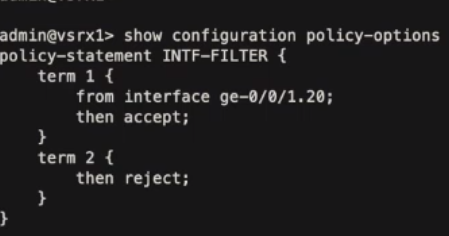 admin@vsrx1> show configuration policy-options
policy-statement INTF-FILTER {
    term 1 {
        from interface ge-0/0/1.20;
        then accept;
    }
    term 2 {
        then reject;
    }
}